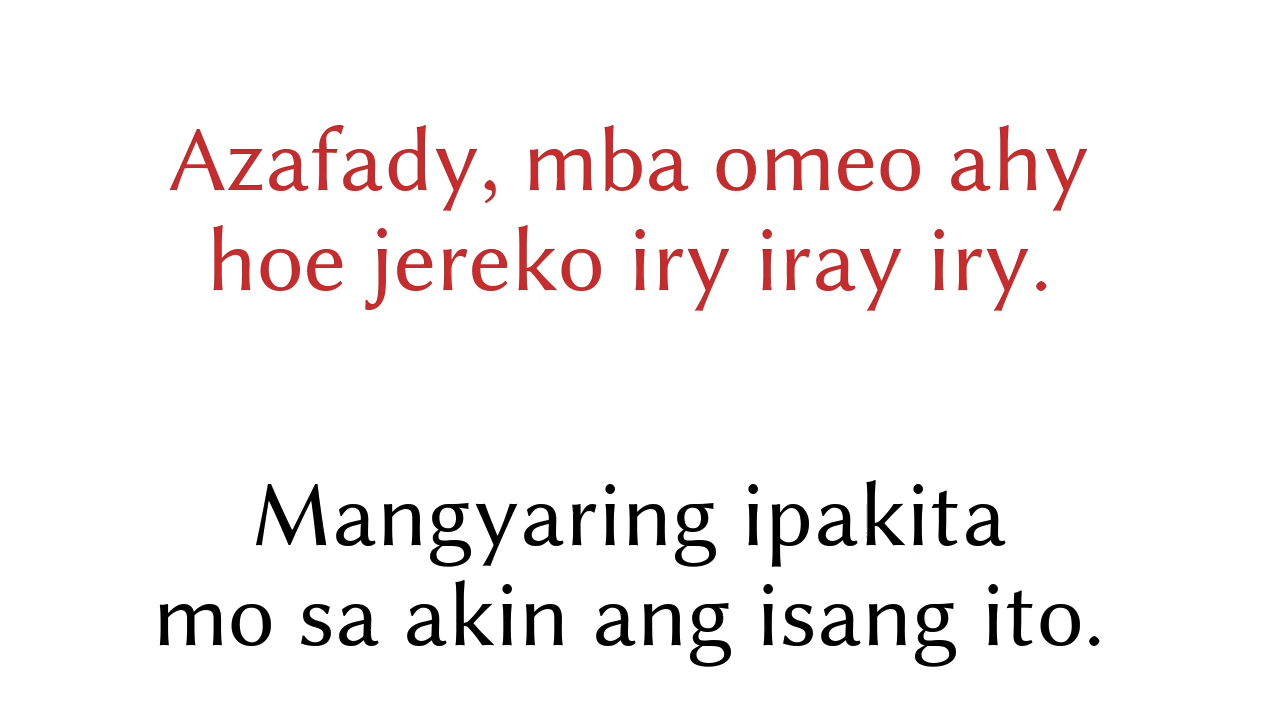 Azafady, mba omeo ahy
hoe jereko iry iray iry.
Mangyaring ipakita
mo sa akin ang isang ito.